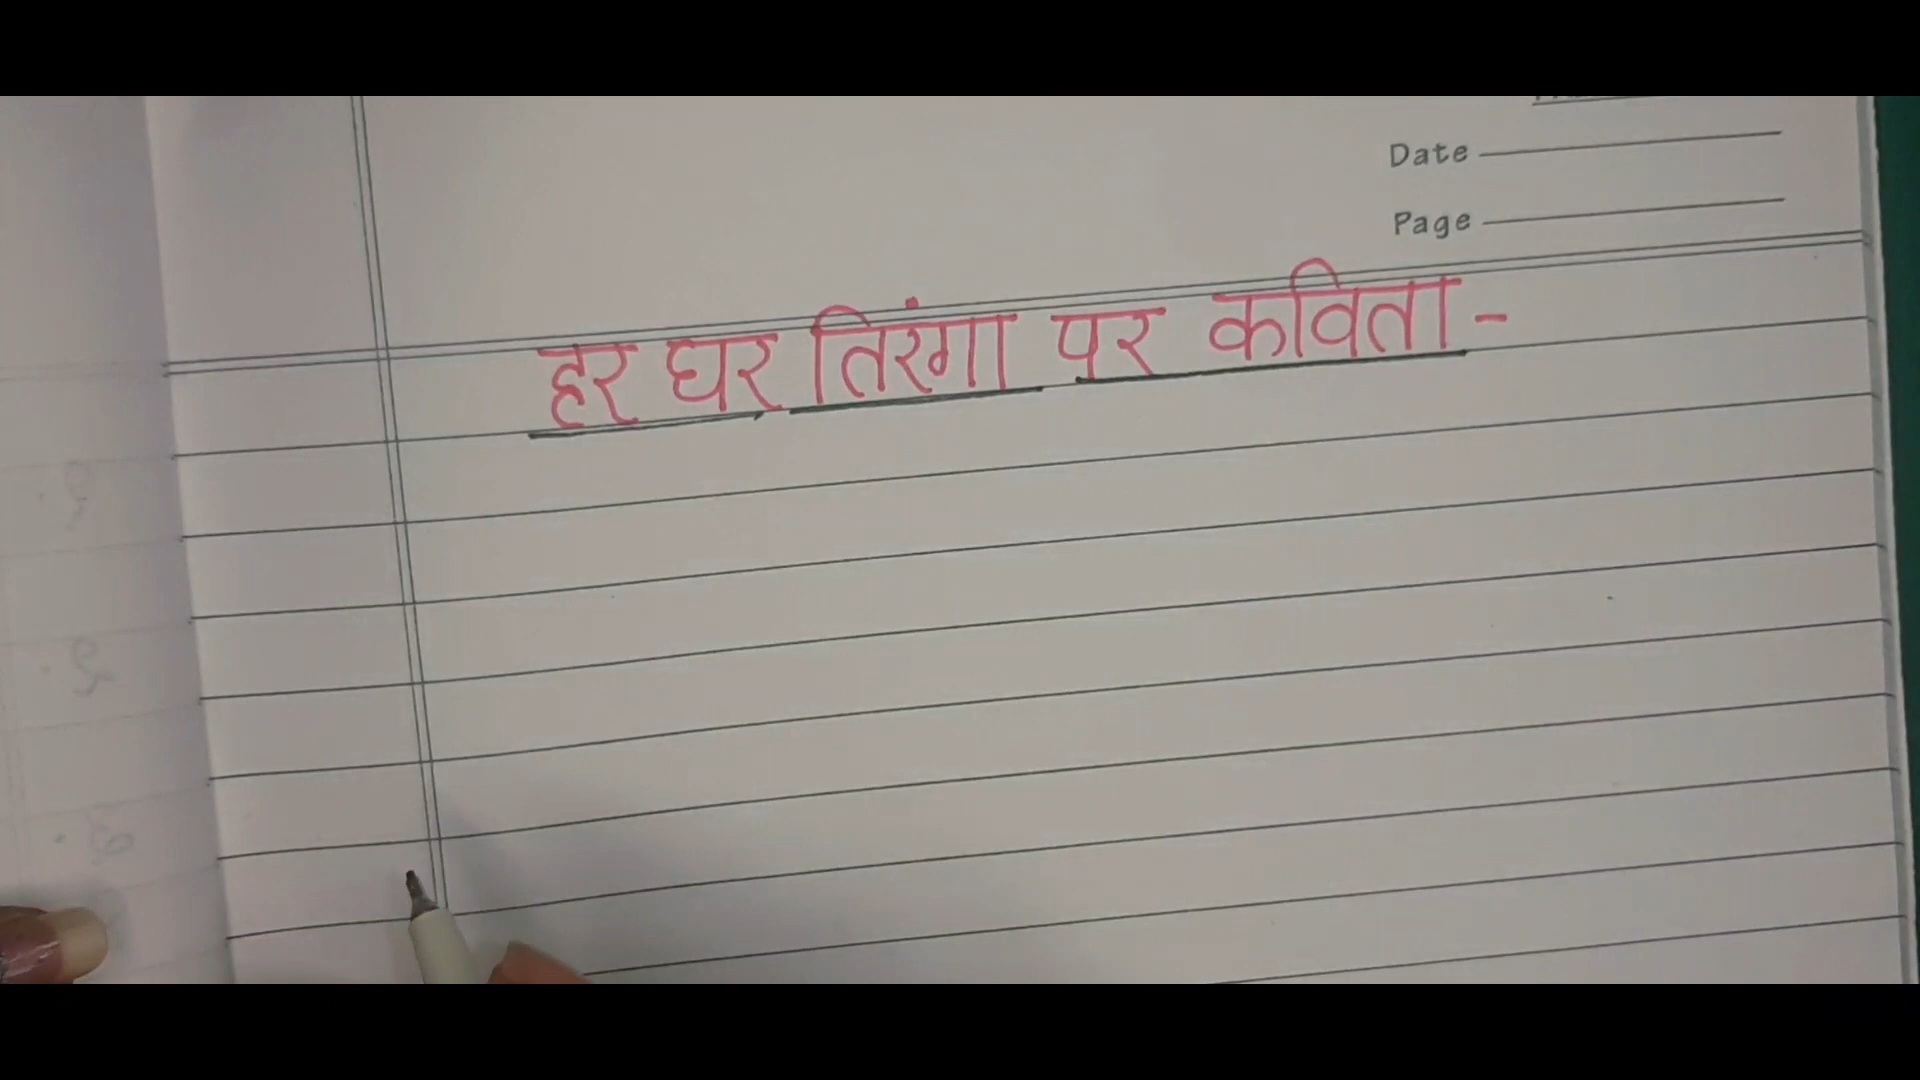 Date
Page
हर घर तिरंगा पर कविता -